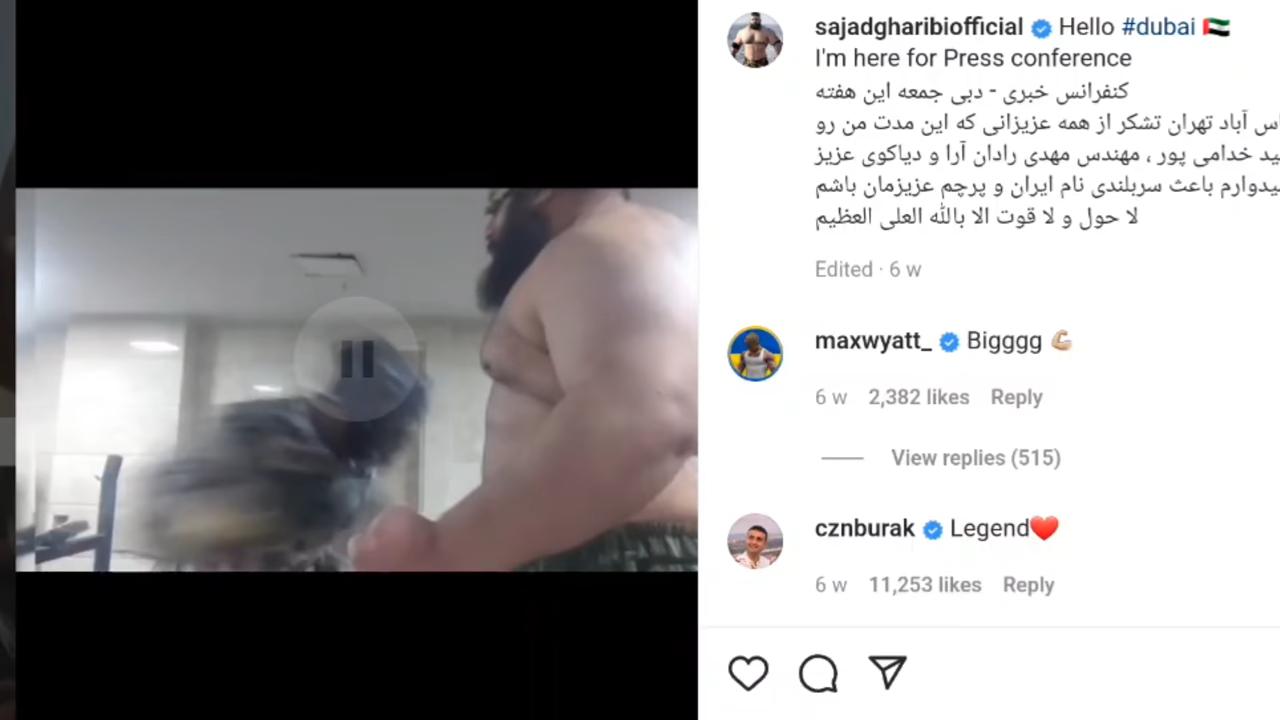 sajadgharibiofficial Hello #dubai 🇦🇪
I'm here for Press conference
کنفرانس خبری - دبی جمعه این هفته
آباد تهران تشکر از همه عزیزانی که این مدت من رو
خدامی پور ، مهندس مهدی رادان آرا و دیاکوی عزیز
باعث سربلندی نام ایران و پرچم عزیزمان باشم
لا حول و لا قوت الا بالله العلی العظیم
Edited · 6 w
maxwyatt_ Bigggg 💪🏼
6 w 2,382 likes Reply
View replies (515)
cznburak Legend❤️
6 w 11,253 likes Reply